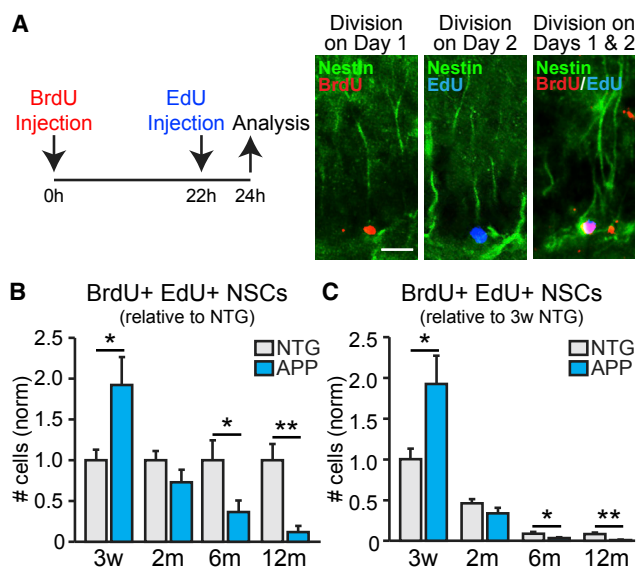 A
BrdU
Injection
EdU
Injection
Analysis
0h
22h
24h
Division
on Day 1
Nestin
BrdU
Division
on Day 2
Nestin
EdU
Division on
Days 1 & 2
Nestin
BrdU/EdU
B
BrdU+ EdU+ NSCs
(relative to NTG)
# cells (norm)
2.5
2.0
1.5
1.0
0.5
0
*
*
**
NTG
APP
3w
2m
6m
12m
C
BrdU+ EdU+ NSCs
(relative to 3w NTG)
# cells (norm)
2.5
2.0
1.5
1.0
0.5
0
*
*
**
NTG
APP
3w
2m
6m
12m